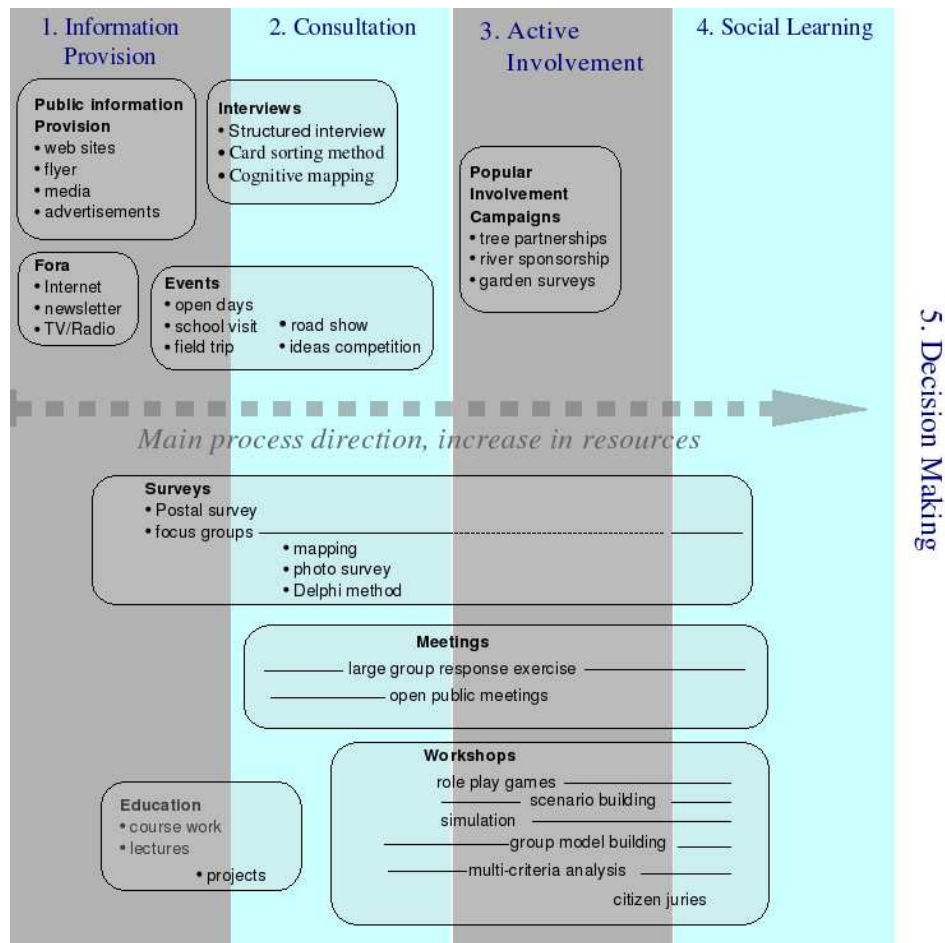 1. Information
Provision
2. Consultation
3. Active
Involvement
4. Social Learning
Public information
Provision
• web sites
• flyer
• media
• advertisements
Interviews
• Structured interview
• Card sorting method
• Cognitive mapping
Popular
Involvement
Campaigns
• tree partnerships
• river sponsorship
• garden surveys
Fora
• Internet
• newsletter
• TV/Radio
Events
• open days
• school visit
• field trip
• road show
• ideas competition
5. Decision Making
Main process direction, increase in resources
Surveys
• Postal survey
• focus groups
• mapping
• photo survey
• Delphi method
Meetings
large group response exercise
open public meetings
Workshops
role play games
scenario building
simulation
group model building
multi-criteria analysis
citizen juries
Education
• course work
• lectures
• projects